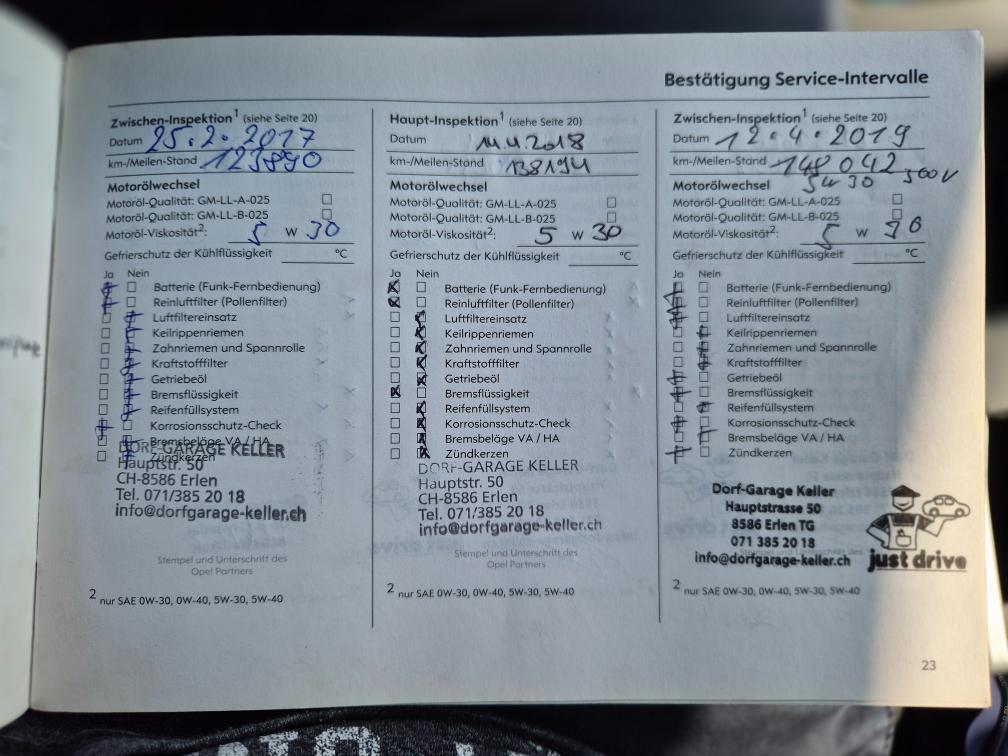 Bestätigung Service-Intervalle
Zwischen-Inspektion¹ (siehe Seite 20)
Datum 25.2.2017
km-/Meilen-Stand 123890
Motorölwechsel
Motoröl-Qualität: GM-LL-A-025 ☐
Motoröl-Qualität: GM-LL-B-025 ☐
Motoröl-Viskosität²: 5 W 30
Gefrierschutz der Kühlflüssigkeit °C
Ja Nein
Batterie (Funk-Fernbedienung)
Reinluftfilter (Pollenfilter)
Luftfiltereinsatz
Keilrippenriemen
Zahnriemen und Spannrolle
Kraftstofffilter
Getriebeöl
Bremsflüssigkeit
Reifenfüllsystem
Korrosionsschutz-Check
Bremsbeläge VA / HA
Zündkerzen
DORF-GARAGE KELLER
Hauptstr. 50
CH-8586 Erlen
Tel. 071/385 20 18
info@dorfgarage-keller.ch
Stempel und Unterschrift des
Opel Partners
² nur SAE 0W-30, 0W-40, 5W-30, 5W-40
Haupt-Inspektion¹ (siehe Seite 20)
Datum 11.4.2018
km-/Meilen-Stand 138194
Motorölwechsel
Motoröl-Qualität: GM-LL-A-025 ☐
Motoröl-Qualität: GM-LL-B-025 ☐
Motoröl-Viskosität²: 5 W 30
Gefrierschutz der Kühlflüssigkeit °C
Ja Nein
Batterie (Funk-Fernbedienung)
Reinluftfilter (Pollenfilter)
Luftfiltereinsatz
Keilrippenriemen
Zahnriemen und Spannrolle
Kraftstofffilter
Getriebeöl
Bremsflüssigkeit
Reifenfüllsystem
Korrosionsschutz-Check
Bremsbeläge VA / HA
Zündkerzen
DORF-GARAGE KELLER
Hauptstr. 50
CH-8586 Erlen
Tel. 071/385 20 18
info@dorfgarage-keller.ch
Stempel und Unterschrift des
Opel Partners
² nur SAE 0W-30, 0W-40, 5W-30, 5W-40
Zwischen-Inspektion¹ (siehe Seite 20)
Datum 12.4.2019
km-/Meilen-Stand 148042
5W30
Motorölwechsel
Motoröl-Qualität: GM-LL-A-025 ☐
Motoröl-Qualität: GM-LL-B-025 ☐
Motoröl-Viskosität²: 5 W 30
Gefrierschutz der Kühlflüssigkeit °C
Ja Nein
Batterie (Funk-Fernbedienung)
Reinluftfilter (Pollenfilter)
Luftfiltereinsatz
Keilrippenriemen
Zahnriemen und Spannrolle
Kraftstofffilter
Getriebeöl
Bremsflüssigkeit
Reifenfüllsystem
Korrosionsschutz-Check
Bremsbeläge VA / HA
Zündkerzen
Dorf-Garage Keller
Hauptstrasse 50
8586 Erlen TG
071 385 20 18
info@dorfgarage-keller.ch
just drive
² nur SAE 0W-30, 0W-40, 5W-30, 5W-40
23